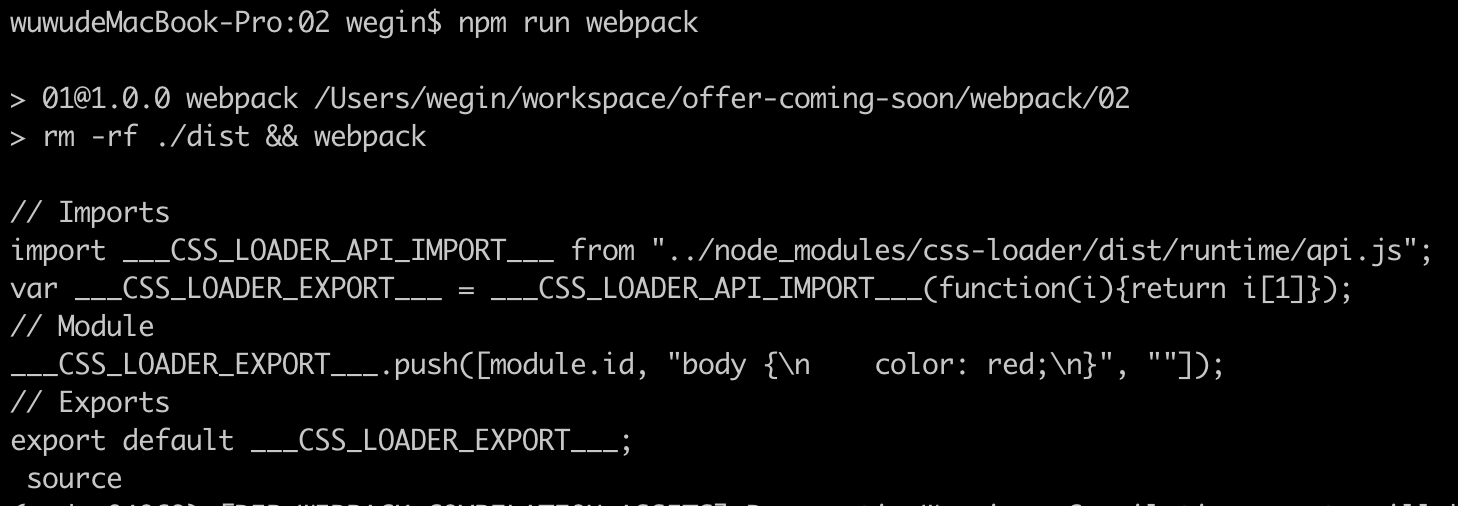 wuwudeMacBook-Pro:02 wegin$ npm run webpack
> 01@1.0.0 webpack /Users/wegin/workspace/offer-coming-soon/webpack/02
> rm -rf ./dist && webpack
// Imports
import ___CSS_LOADER_API_IMPORT___ from "../node_modules/css-loader/dist/runtime/api.js";
var ___CSS_LOADER_EXPORT___ = ___CSS_LOADER_API_IMPORT___(function(i){return i[1]});
// Module
___CSS_LOADER_EXPORT___.push([module.id, "body {\n    color: red;\n}", ""]);
// Exports
export default ___CSS_LOADER_EXPORT___;
 source